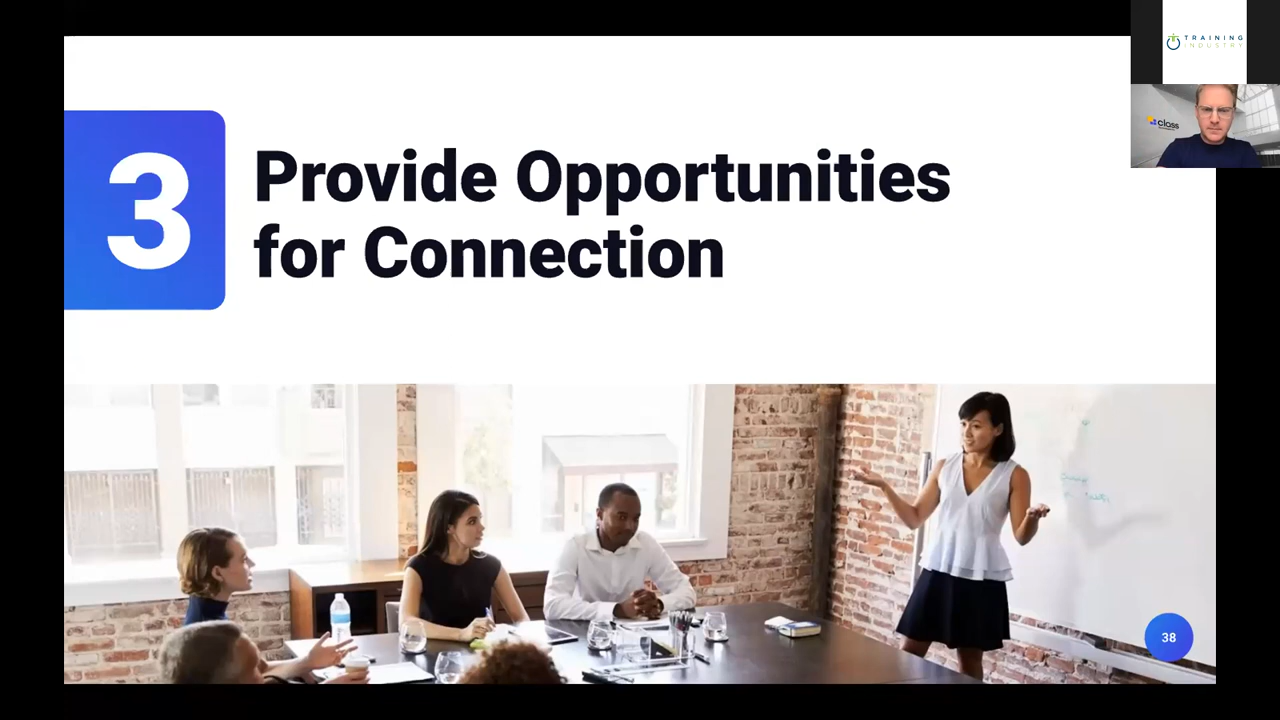 TRAINING
INDUSTRY
class
3
Provide Opportunities
for Connection
38